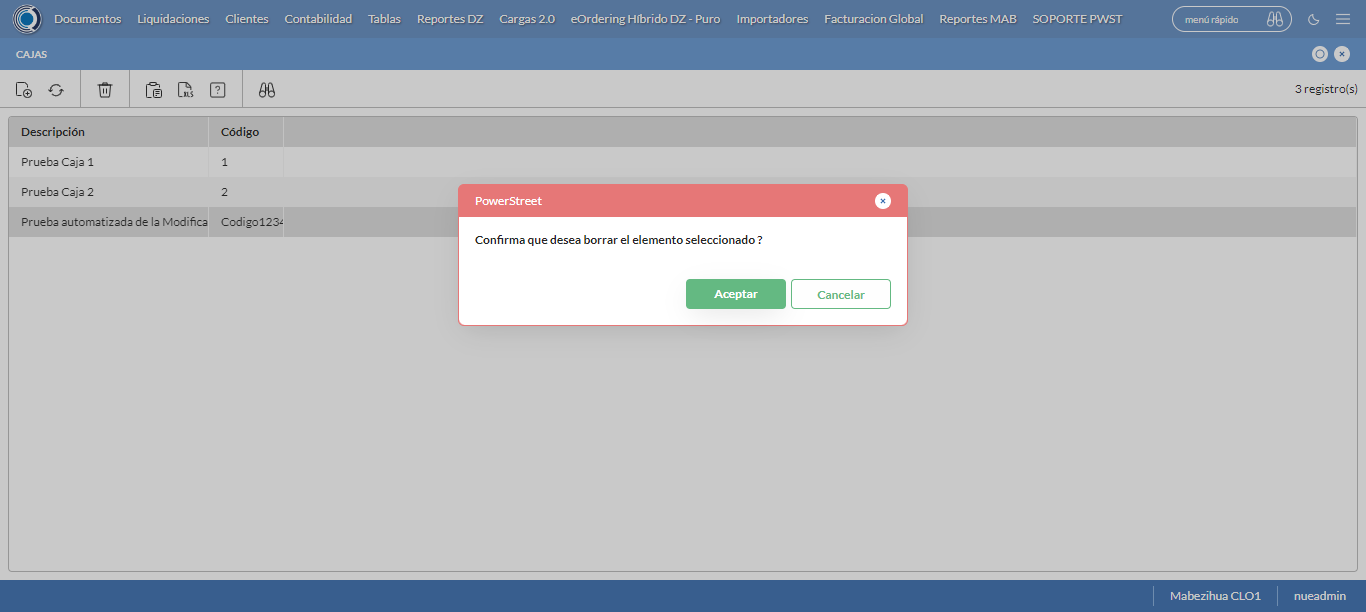 Documentos Liquidaciones Clientes Contabilidad Tablas Reportes DZ Cargas 2.0 eOrdering Híbrido DZ - Puro Importadores Facturacion Global Reportes MAB SOPORTE PWST menú rápido
CAJAS
XLS ? 3 registro(s)
Descripción Código
Prueba Caja 1 1
Prueba Caja 2 2
Prueba automatizada de la Modifica Codigo1234
PowerStreet
Confirma que desea borrar el elemento seleccionado ?
Aceptar Cancelar
Mabezihua CLO1 nueadmin